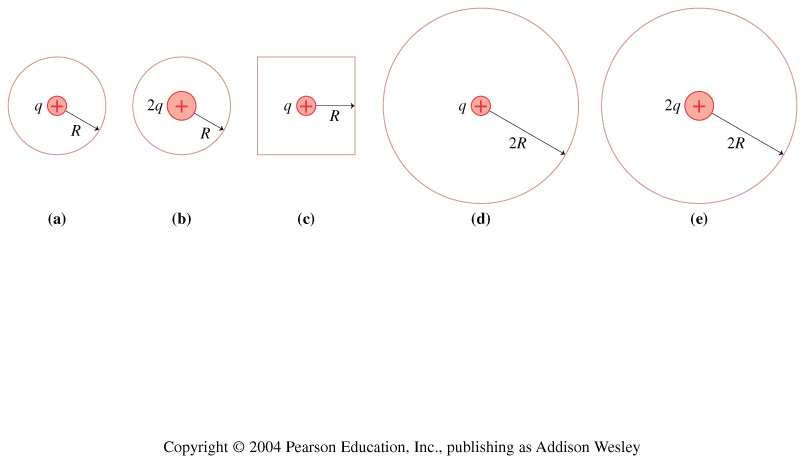 q R
2q R
q R
q 2R
2q 2R
(a) (b) (c) (d) (e)
Copyright © 2004 Pearson Education, Inc., publishing as Addison Wesley